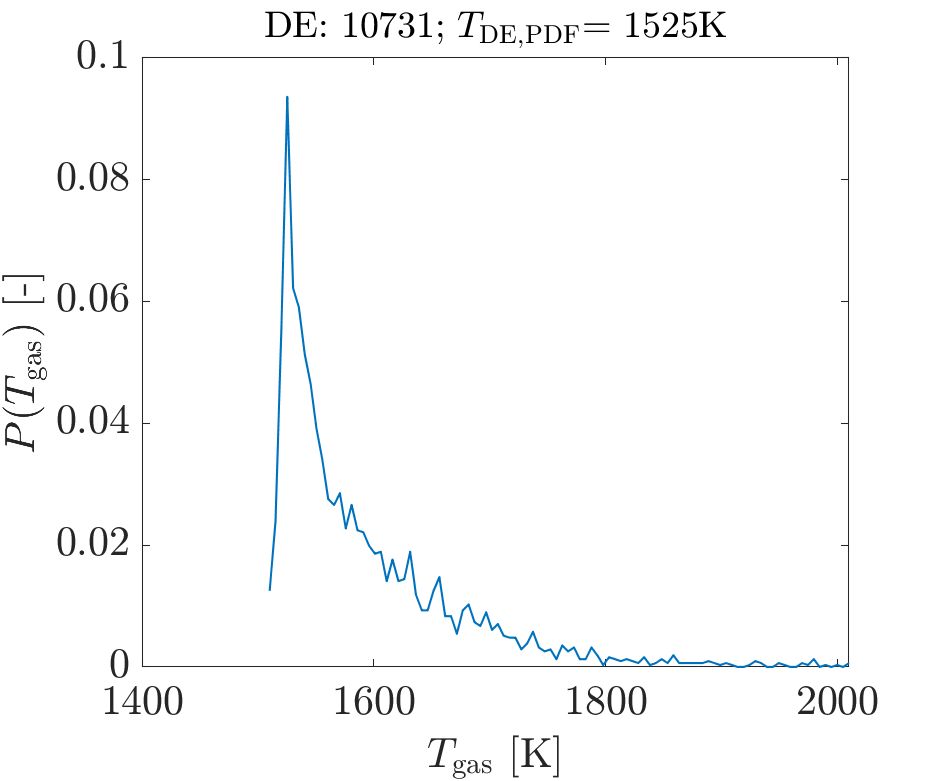 DE: 10731; T_DE,PDF= 1525K
0.1
0.08
0.06
0.04
0.02
0
P(T_gas) [-]
1400 1600 1800 2000
T_gas [K]